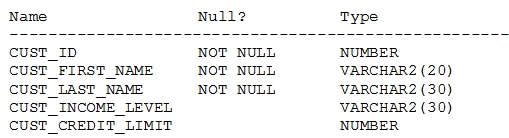 Name Null? Type
--------------------------------------------------
CUST_ID NOT NULL NUMBER
CUST_FIRST_NAME NOT NULL VARCHAR2(20)
CUST_LAST_NAME NOT NULL VARCHAR2(30)
CUST_INCOME_LEVEL VARCHAR2(30)
CUST_CREDIT_LIMIT NUMBER